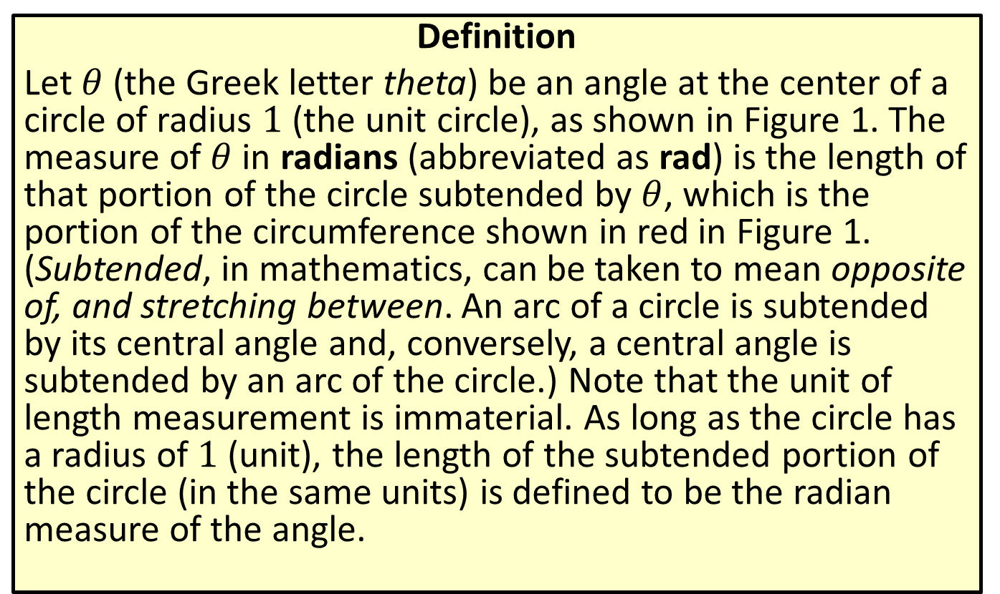 Definition
Let θ (the Greek letter theta) be an angle at the center of a
circle of radius 1 (the unit circle), as shown in Figure 1. The
measure of θ in radians (abbreviated as rad) is the length of
that portion of the circle subtended by θ, which is the
portion of the circumference shown in red in Figure 1.
(Subtended, in mathematics, can be taken to mean opposite
of, and stretching between. An arc of a circle is subtended
by its central angle and, conversely, a central angle is
subtended by an arc of the circle.) Note that the unit of
length measurement is immaterial. As long as the circle has
a radius of 1 (unit), the length of the subtended portion of
the circle (in the same units) is defined to be the radian
measure of the angle.